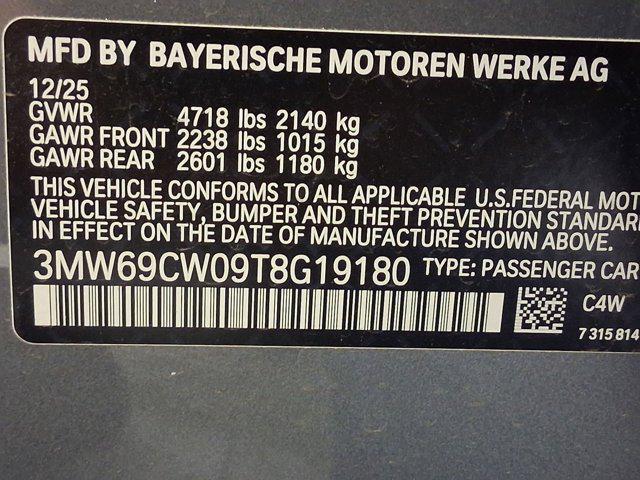 MFD BY BAYERISCHE MOTOREN WERKE AG
12/25
GVWR 4718 lbs 2140 kg
GAWR FRONT 2238 lbs 1015 kg
GAWR REAR 2601 lbs 1180 kg
THIS VEHICLE CONFORMS TO ALL APPLICABLE U.S.FEDERAL MOT
VEHICLE SAFETY, BUMPER AND THEFT PREVENTION STANDAR
IN EFFECT ON THE DATE OF MANUFACTURE SHOWN ABOVE.
3MW69CW09T8G19180 TYPE: PASSENGER CAR
C4W
7 315 814